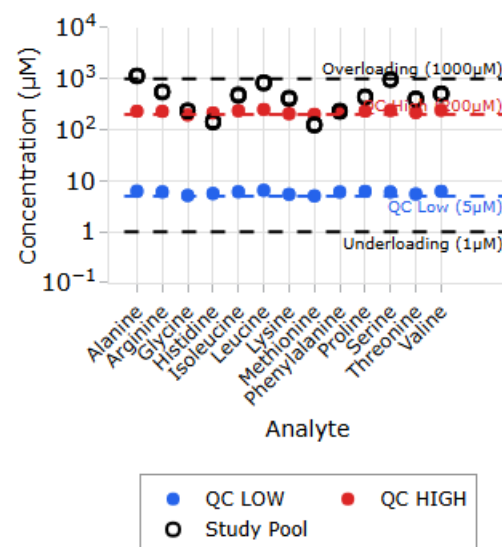 10⁴
10³
10²
10
1
10⁻¹
Concentration (µM)
Overloading (1000µM)
QC High (200µM)
QC Low (5µM)
Underloading (1µM)
Alanine
Arginine
Glycine
Histidine
Isoleucine
Leucine
Lysine
Methionine
Phenylalanine
Proline
Serine
Threonine
Valine
Analyte
QC LOW
QC HIGH
Study Pool